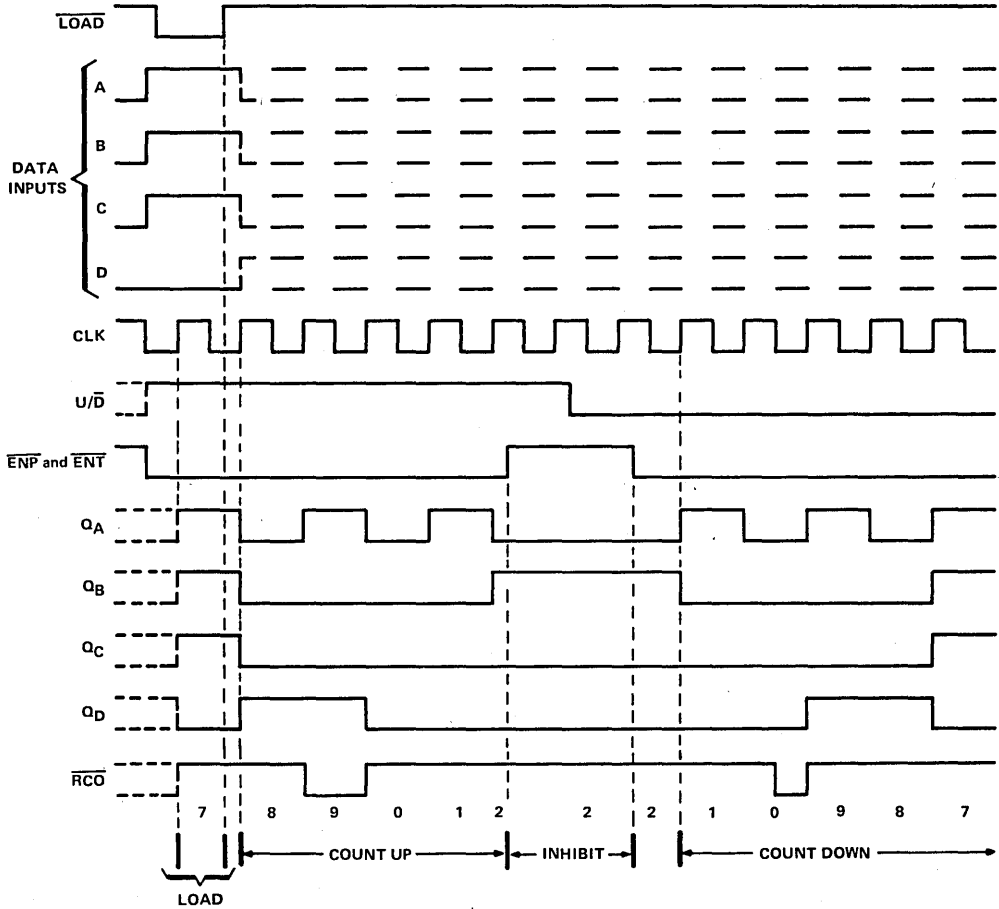 LOAD
A
B
DATA
INPUTS
C
D
CLK
U/D̅
ENP and ENT
QA
QB
QC
QD
RCO
7 8 9 0 1 2 2 2 1 0 9 8 7
COUNT UP INHIBIT COUNT DOWN
LOAD